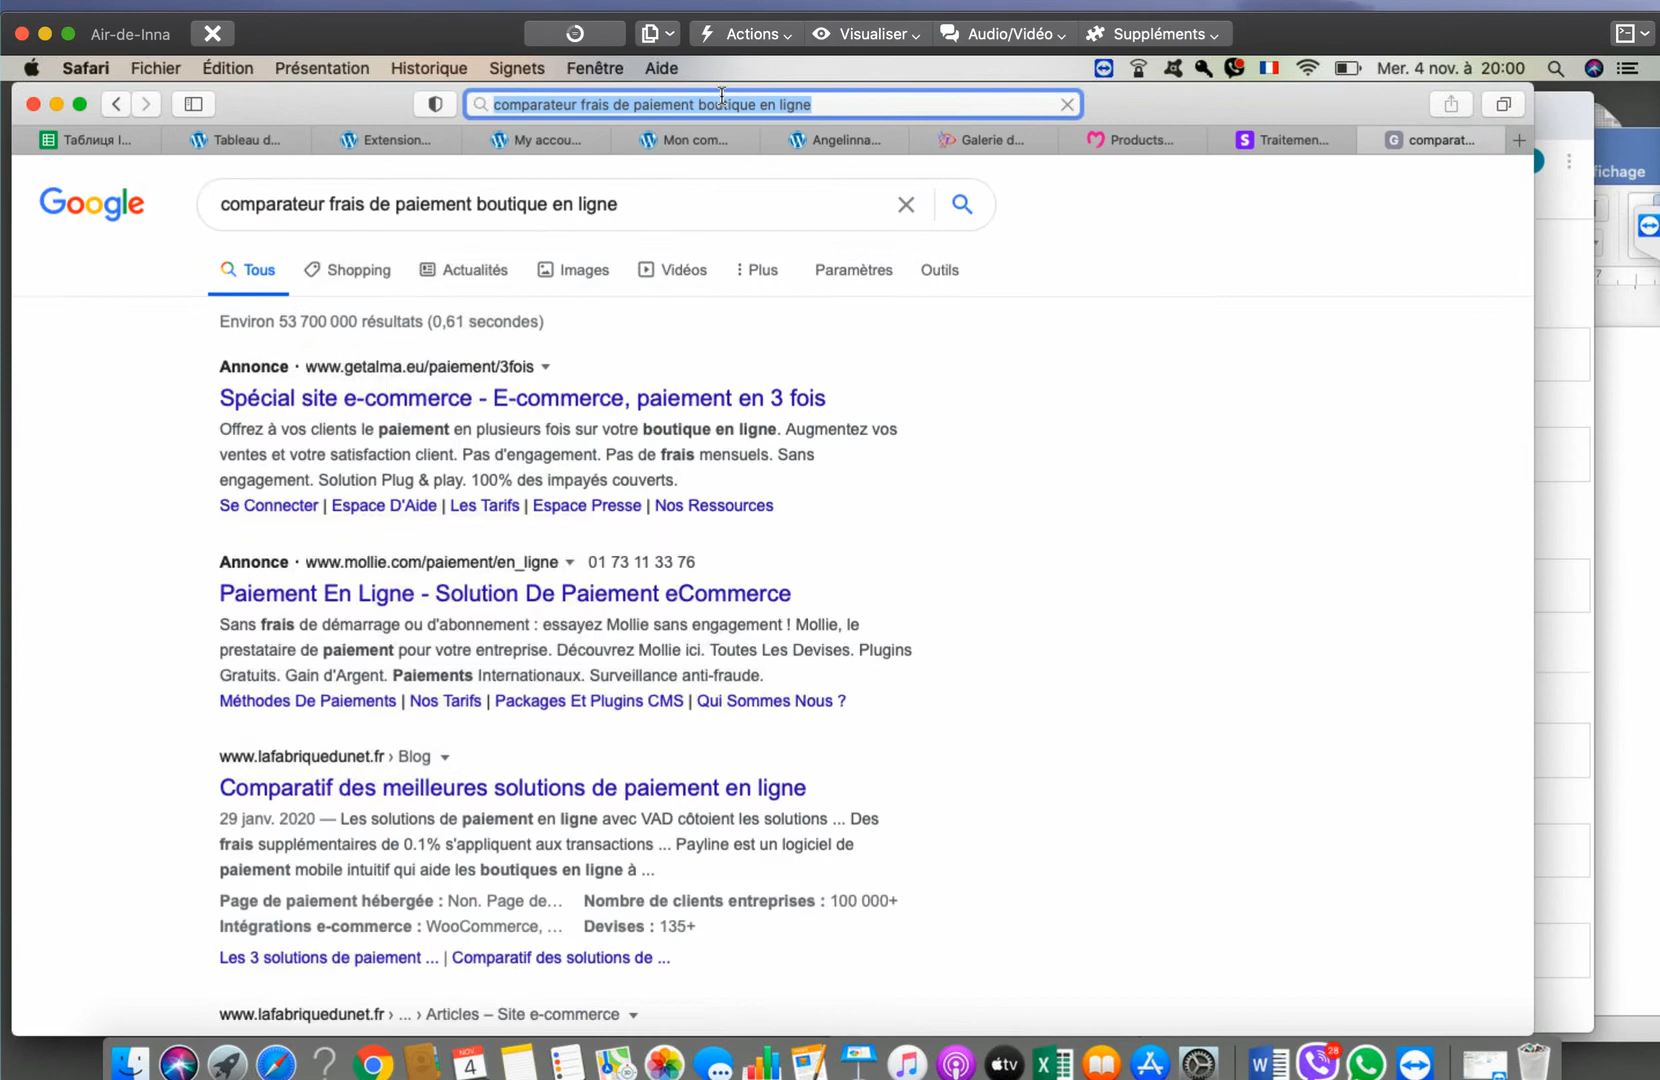 Air-de-Inna
Actions
Visualiser
Audio/Vidéo
Suppléments
Safari Fichier Édition Présentation Historique Signets Fenêtre Aide
Mer. 4 nov. à 20:00
comparateur frais de paiement boutique en ligne
Таблиця І...
Tableau d...
Extension...
My accou...
Mon com...
Angelinna...
Galerie d...
Products...
Traitemen...
comparat...
fichage
Google
comparateur frais de paiement boutique en ligne
Tous
Shopping
Actualités
Images
Vidéos
Plus
Paramètres
Outils
Environ 53 700 000 résultats (0,61 secondes)
Annonce · www.getalma.eu/paiement/3fois
Spécial site e-commerce - E-commerce, paiement en 3 fois
Offrez à vos clients le paiement en plusieurs fois sur votre boutique en ligne. Augmentez vos
ventes et votre satisfaction client. Pas d'engagement. Pas de frais mensuels. Sans
engagement. Solution Plug & play. 100% des impayés couverts.
Se Connecter | Espace D'Aide | Les Tarifs | Espace Presse | Nos Ressources
Annonce · www.mollie.com/paiement/en_ligne 01 73 11 33 76
Paiement En Ligne - Solution De Paiement eCommerce
Sans frais de démarrage ou d'abonnement : essayez Mollie sans engagement ! Mollie, le
prestataire de paiement pour votre entreprise. Découvrez Mollie ici. Toutes Les Devises. Plugins
Gratuits. Gain d'Argent. Paiements Internationaux. Surveillance anti-fraude.
Méthodes De Paiements | Nos Tarifs | Packages Et Plugins CMS | Qui Sommes Nous ?
www.lafabriquedunet.fr › Blog
Comparatif des meilleures solutions de paiement en ligne
29 janv. 2020 — Les solutions de paiement en ligne avec VAD côtoient les solutions ... Des
frais supplémentaires de 0.1% s'appliquent aux transactions ... Payline est un logiciel de
paiement mobile intuitif qui aide les boutiques en ligne à ...
Page de paiement hébergée : Non. Page de... Nombre de clients entreprises : 100 000+
Intégrations e-commerce : WooCommerce, ... Devises : 135+
Les 3 solutions de paiement ... | Comparatif des solutions de ...
www.lafabriquedunet.fr › ... › Articles – Site e-commerce
NOV
4
tv
28